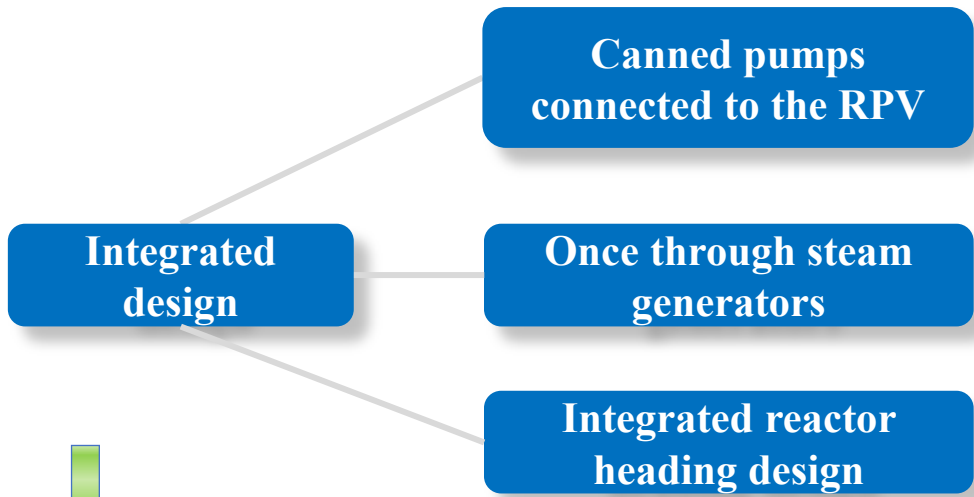 Canned pumps
connected to the RPV
Integrated
design
Once through steam
generators
Integrated reactor
heading design